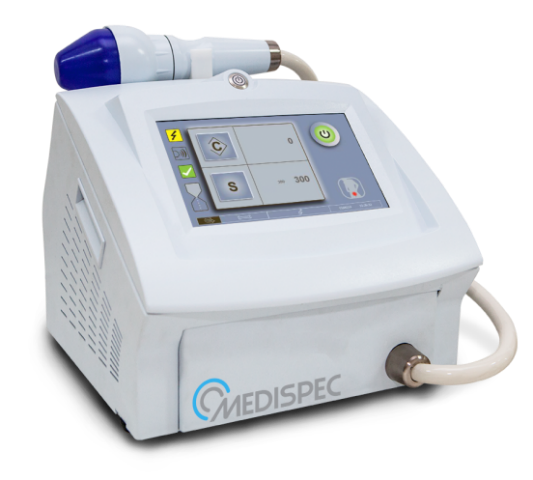 C 0
S = 300
MEDISPEC